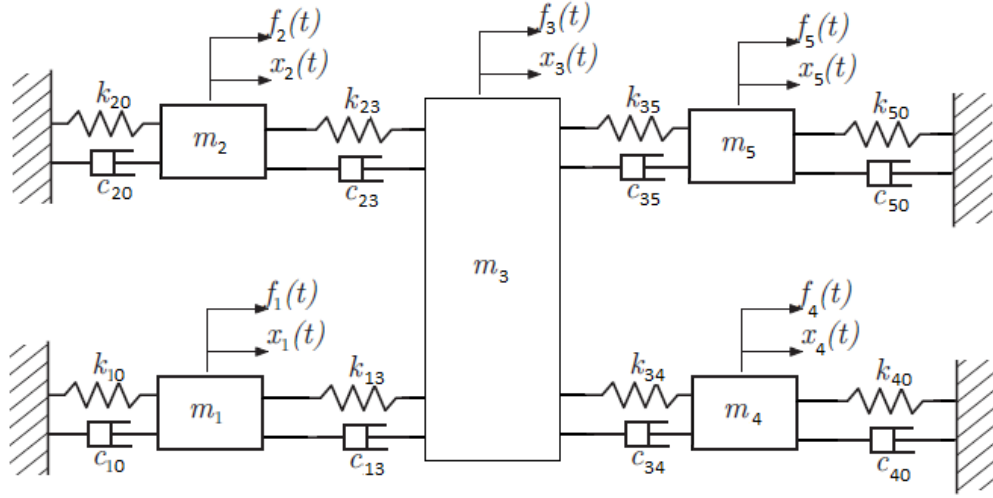 f₂(t)
x₂(t)
f₃(t)
x₃(t)
f₅(t)
x₅(t)
k₂₀
k₂₃
k₃₅
k₅₀
m₂
m₅
c₂₀
c₂₃
c₃₅
c₅₀
m₃
f₁(t)
x₁(t)
f₄(t)
x₄(t)
k₁₀
k₁₃
k₃₄
k₄₀
m₁
m₄
c₁₀
c₁₃
c₃₄
c₄₀